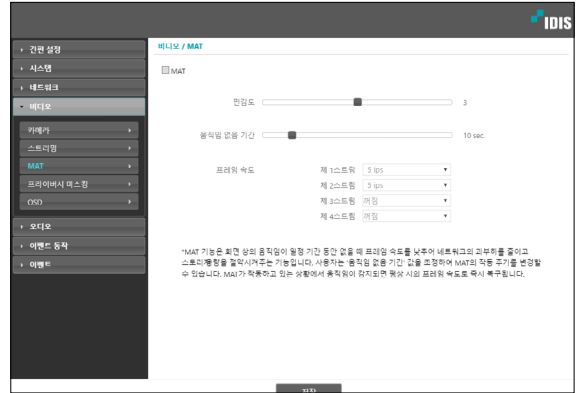 IDIS
간편 설정
시스템
네트워크
비디오
카메라
스트리밍
MAT
프라이버시 마스킹
OSD
오디오
이벤트 동작
이벤트
비디오 / MAT
MAT
민감도 3
움직임 없음 기간 10 sec.
프레임 속도 제 1스트림 5 ips
제 2스트림 5 ips
제 3스트림 꺼짐
제 4스트림 꺼짐
*MAT 기능은 화면 상의 움직임이 일정 기간 동안 없을 때 프레임 속도를 낮추어 네트워크의 과부하를 줄이고
절약시켜주는 기능입니다. 사용자는 '움직임 없음 기간' 값을 조정하여 MAT의 작동 주기를 변경할
수 있습니다. MAT가 작동하고 있는 상황에서 움직임이 감지되면 평상 시의 프레임 속도로 즉시 복구됩니다.
저장